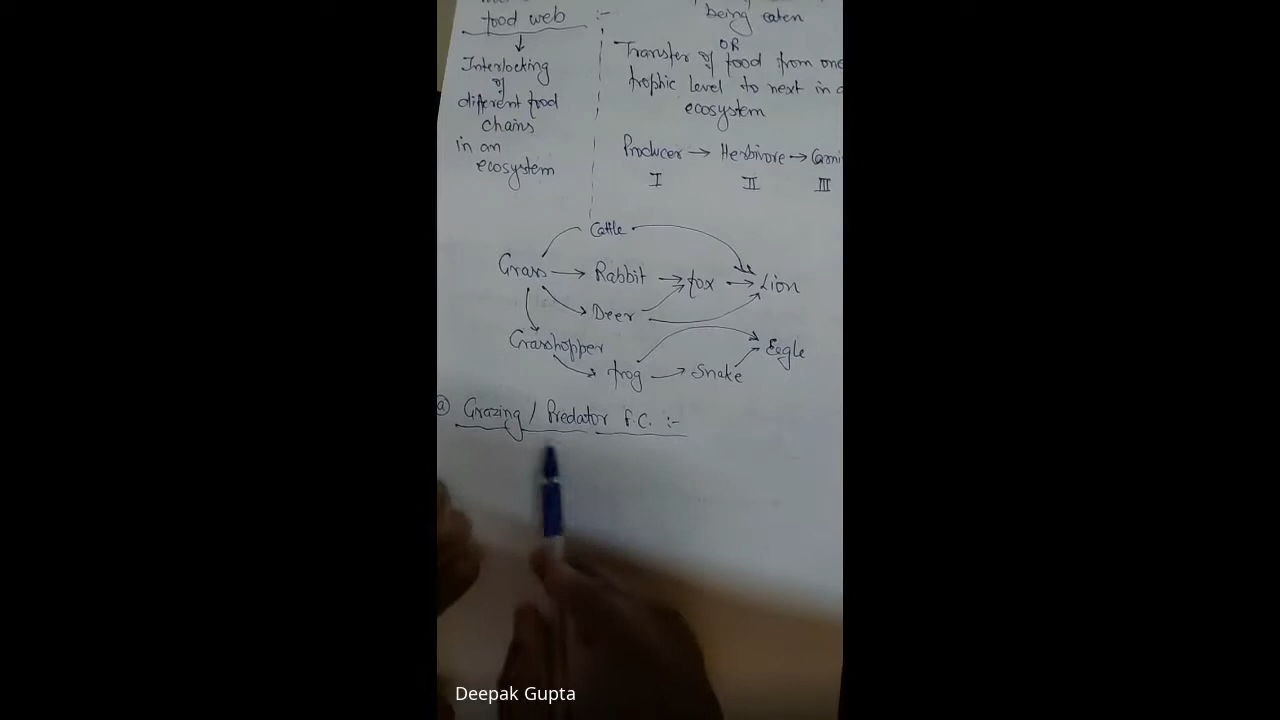 food web :-
Interlocking
of
different food
chains
in an
ecosystem
being eaten
OR
Transfer of food from one
trophic level to next in a
ecosystem
Producer → Herbivore → Carni
I II III
Cattle
Grass → Rabbit → fox → Lion
Deer
Grasshopper
Eegle
frog → Snake
a) Grazing / Predator F.C. :-
Deepak Gupta